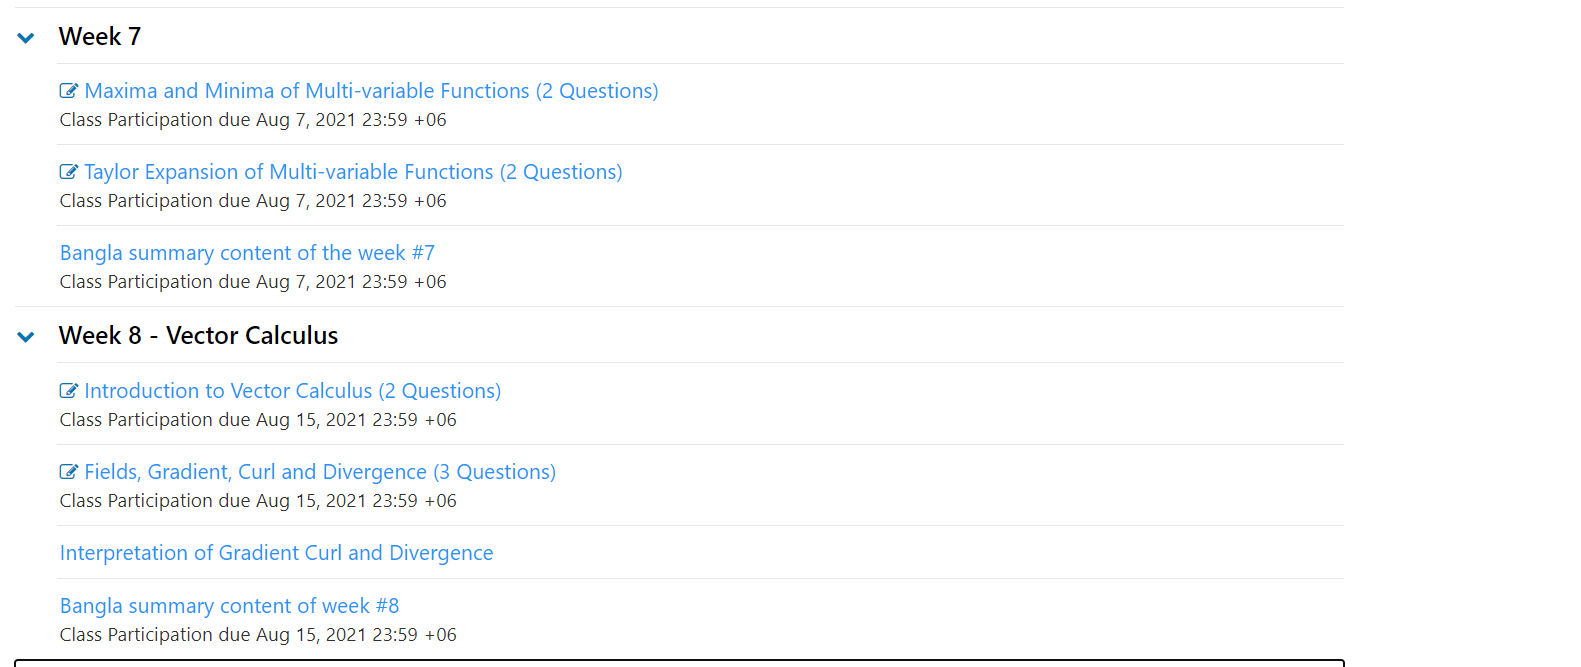 Week 7
Maxima and Minima of Multi-variable Functions (2 Questions)
Class Participation due Aug 7, 2021 23:59 +06
Taylor Expansion of Multi-variable Functions (2 Questions)
Class Participation due Aug 7, 2021 23:59 +06
Bangla summary content of the week #7
Class Participation due Aug 7, 2021 23:59 +06
Week 8 - Vector Calculus
Introduction to Vector Calculus (2 Questions)
Class Participation due Aug 15, 2021 23:59 +06
Fields, Gradient, Curl and Divergence (3 Questions)
Class Participation due Aug 15, 2021 23:59 +06
Interpretation of Gradient Curl and Divergence
Bangla summary content of week #8
Class Participation due Aug 15, 2021 23:59 +06